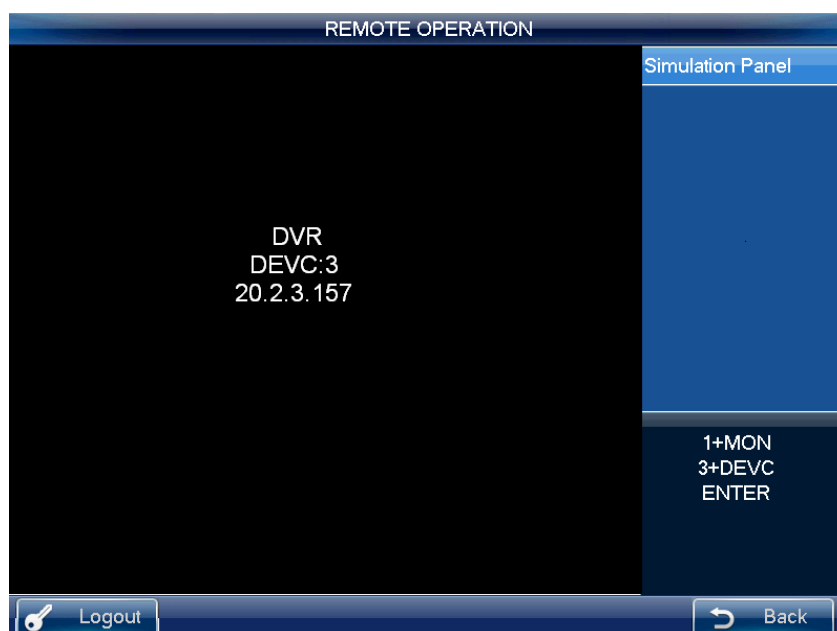 REMOTE OPERATION
Simulation Panel
DVR
DEVC:3
20.2.3.157
1+MON
3+DEVC
ENTER
Logout
Back